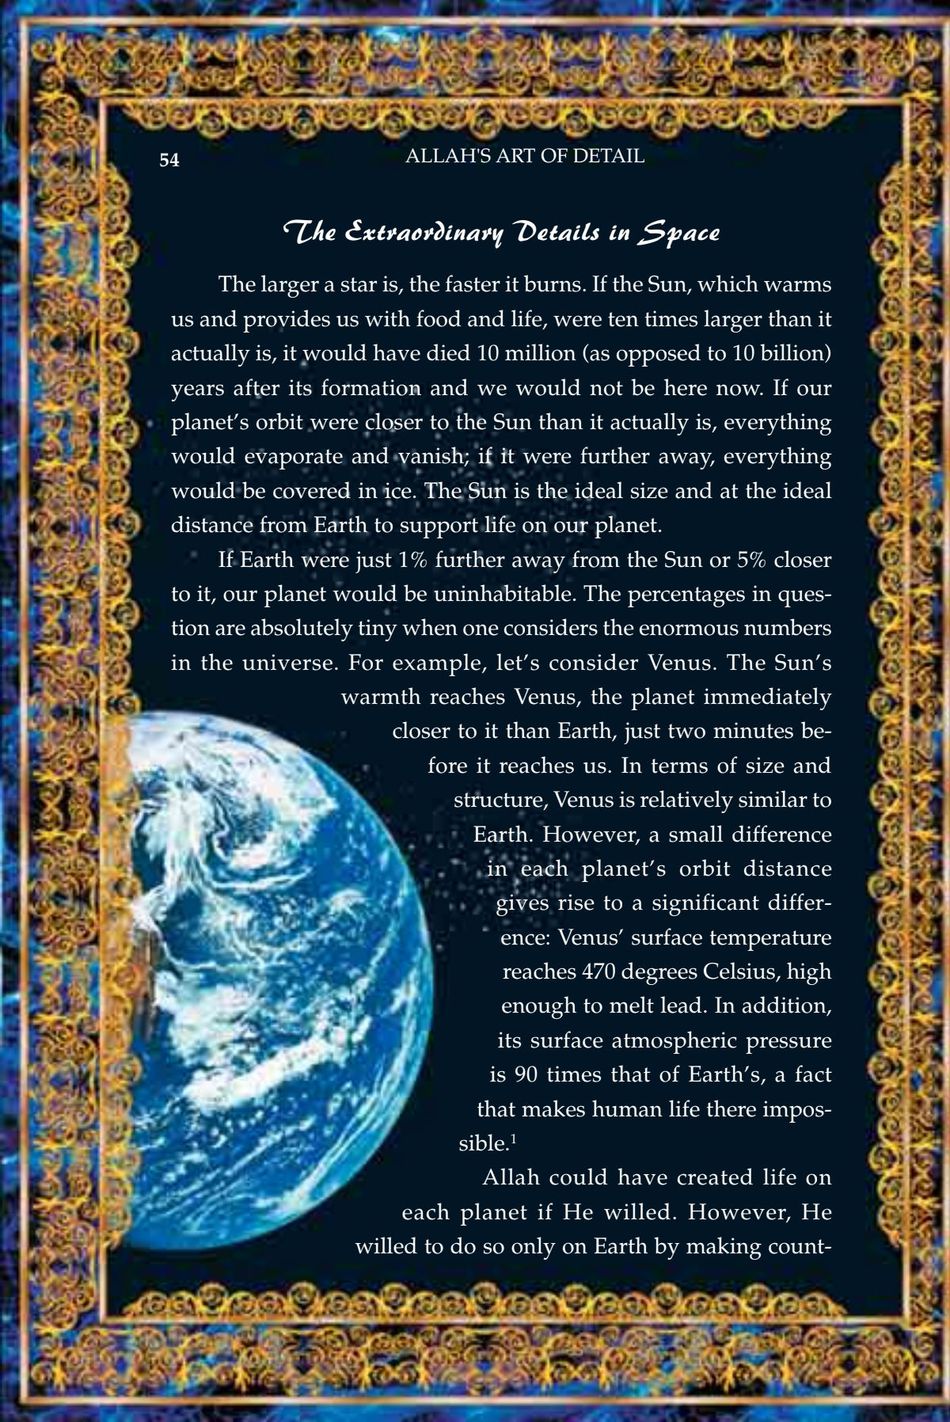 54
ALLAH'S ART OF DETAIL
The Extraordinary Details in Space
The larger a star is, the faster it burns. If the Sun, which warms
us and provides us with food and life, were ten times larger than it
actually is, it would have died 10 million (as opposed to 10 billion)
years after its formation and we would not be here now. If our
planet’s orbit were closer to the Sun than it actually is, everything
would evaporate and vanish; if it were further away, everything
would be covered in ice. The Sun is the ideal size and at the ideal
distance from Earth to support life on our planet.
If Earth were just 1% further away from the Sun or 5% closer
to it, our planet would be uninhabitable. The percentages in ques-
tion are absolutely tiny when one considers the enormous numbers
in the universe. For example, let’s consider Venus. The Sun’s
warmth reaches Venus, the planet immediately
closer to it than Earth, just two minutes be-
fore it reaches us. In terms of size and
structure, Venus is relatively similar to
Earth. However, a small difference
in each planet’s orbit distance
gives rise to a significant differ-
ence: Venus’ surface temperature
reaches 470 degrees Celsius, high
enough to melt lead. In addition,
its surface atmospheric pressure
is 90 times that of Earth’s, a fact
that makes human life there impos-
sible.¹
Allah could have created life on
each planet if He willed. However, He
willed to do so only on Earth by making count-